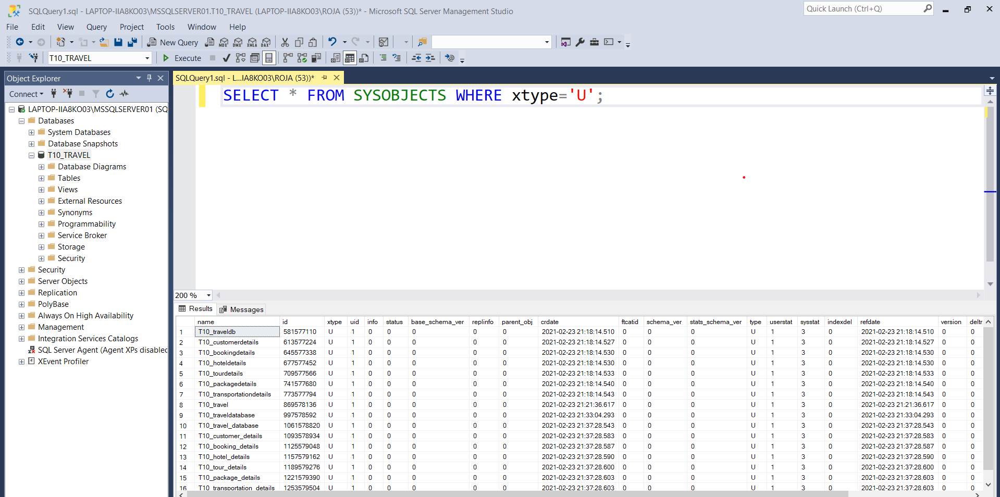 SQLQuery1.sql - LAPTOP-IIA8KO03\MSSQLSERVER01.T10_TRAVEL (LAPTOP-IIA8KO03\ROJA (53))* - Microsoft SQL Server Management Studio
Quick Launch (Ctrl+Q)
File Edit View Query Project Tools Window Help
New Query MDX DMX XMLA DAX
T10_TRAVEL Execute
Object Explorer
Connect
LAPTOP-IIA8KO03\MSSQLSERVER01 (SQ
Databases
System Databases
Database Snapshots
T10_TRAVEL
Database Diagrams
Tables
Views
External Resources
Synonyms
Programmability
Service Broker
Storage
Security
Security
Server Objects
Replication
PolyBase
Always On High Availability
Management
Integration Services Catalogs
SQL Server Agent (Agent XPs disabled
XEvent Profiler
SQLQuery1.sql - L...IA8KO03\ROJA (53))*
SELECT * FROM SYSOBJECTS WHERE xtype='U';
200 %
Results Messages
name id xtype uid info status base_schema_ver replinfo parent_obj crdate ftcatid schema_ver stats_schema_ver type userstat sysstat indexdel refdate version deltr
1 T10_traveldb 581577110 U 1 0 0 0 0 0 2021-02-23 21:18:14.510 0 0 0 U 1 3 0 2021-02-23 21:18:14.510 0 0
2 T10_customerdetails 613577224 U 1 0 0 0 0 0 2021-02-23 21:18:14.527 0 0 0 U 1 3 0 2021-02-23 21:18:14.527 0 0
3 T10_bookingdetails 645577338 U 1 0 0 0 0 0 2021-02-23 21:18:14.530 0 0 0 U 1 3 0 2021-02-23 21:18:14.530 0 0
4 T10_hoteldetails 677577452 U 1 0 0 0 0 0 2021-02-23 21:18:14.530 0 0 0 U 1 3 0 2021-02-23 21:18:14.530 0 0
5 T10_tourdetails 709577566 U 1 0 0 0 0 0 2021-02-23 21:18:14.533 0 0 0 U 1 3 0 2021-02-23 21:18:14.533 0 0
6 T10_packagedetails 741577680 U 1 0 0 0 0 0 2021-02-23 21:18:14.540 0 0 0 U 1 3 0 2021-02-23 21:18:14.540 0 0
7 T10_transportationdetails 773577794 U 1 0 0 0 0 0 2021-02-23 21:18:14.543 0 0 0 U 1 3 0 2021-02-23 21:18:14.543 0 0
8 T10_travel 869578136 U 1 0 0 0 0 0 2021-02-23 21:21:36.617 0 0 0 U 1 3 0 2021-02-23 21:21:36.617 0 0
9 T10_traveldatabase 997578592 U 1 0 0 0 0 0 2021-02-23 21:33:04.293 0 0 0 U 1 3 0 2021-02-23 21:33:04.293 0 0
10 T10_travel_database 1061578820 U 1 0 0 0 0 0 2021-02-23 21:37:28.543 0 0 0 U 1 3 0 2021-02-23 21:37:28.543 0 0
11 T10_customer_details 1093578934 U 1 0 0 0 0 0 2021-02-23 21:37:28.583 0 0 0 U 1 3 0 2021-02-23 21:37:28.583 0 0
12 T10_booking_details 1125579048 U 1 0 0 0 0 0 2021-02-23 21:37:28.587 0 0 0 U 1 3 0 2021-02-23 21:37:28.587 0 0
13 T10_hotel_details 1157579162 U 1 0 0 0 0 0 2021-02-23 21:37:28.590 0 0 0 U 1 3 0 2021-02-23 21:37:28.590 0 0
14 T10_tour_details 1189579276 U 1 0 0 0 0 0 2021-02-23 21:37:28.600 0 0 0 U 1 3 0 2021-02-23 21:37:28.600 0 0
15 T10_package_details 1221579390 U 1 0 0 0 0 0 2021-02-23 21:37:28.603 0 0 0 U 1 3 0 2021-02-23 21:37:28.603 0 0
16 T10_transportation_details 1253579504 U 1 0 0 0 0 0 2021-02-23 21:37:28.603 0 0 0 U 1 3 0 2021-02-23 21:37:28.603 0 0